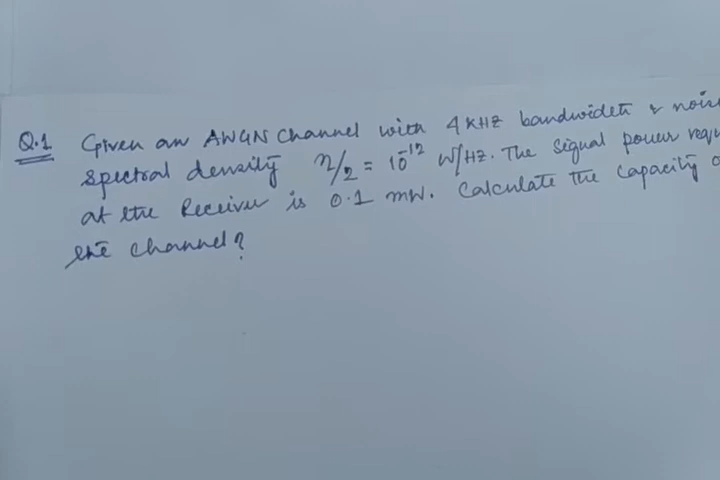 Q.1 Given an AWGN Channel with 4 KHZ bandwidth & noise
spectral density η/2 = 10⁻¹² W/HZ. The signal power
at the Receiver is 0.1 mW. Calculate the capacity
the channel?